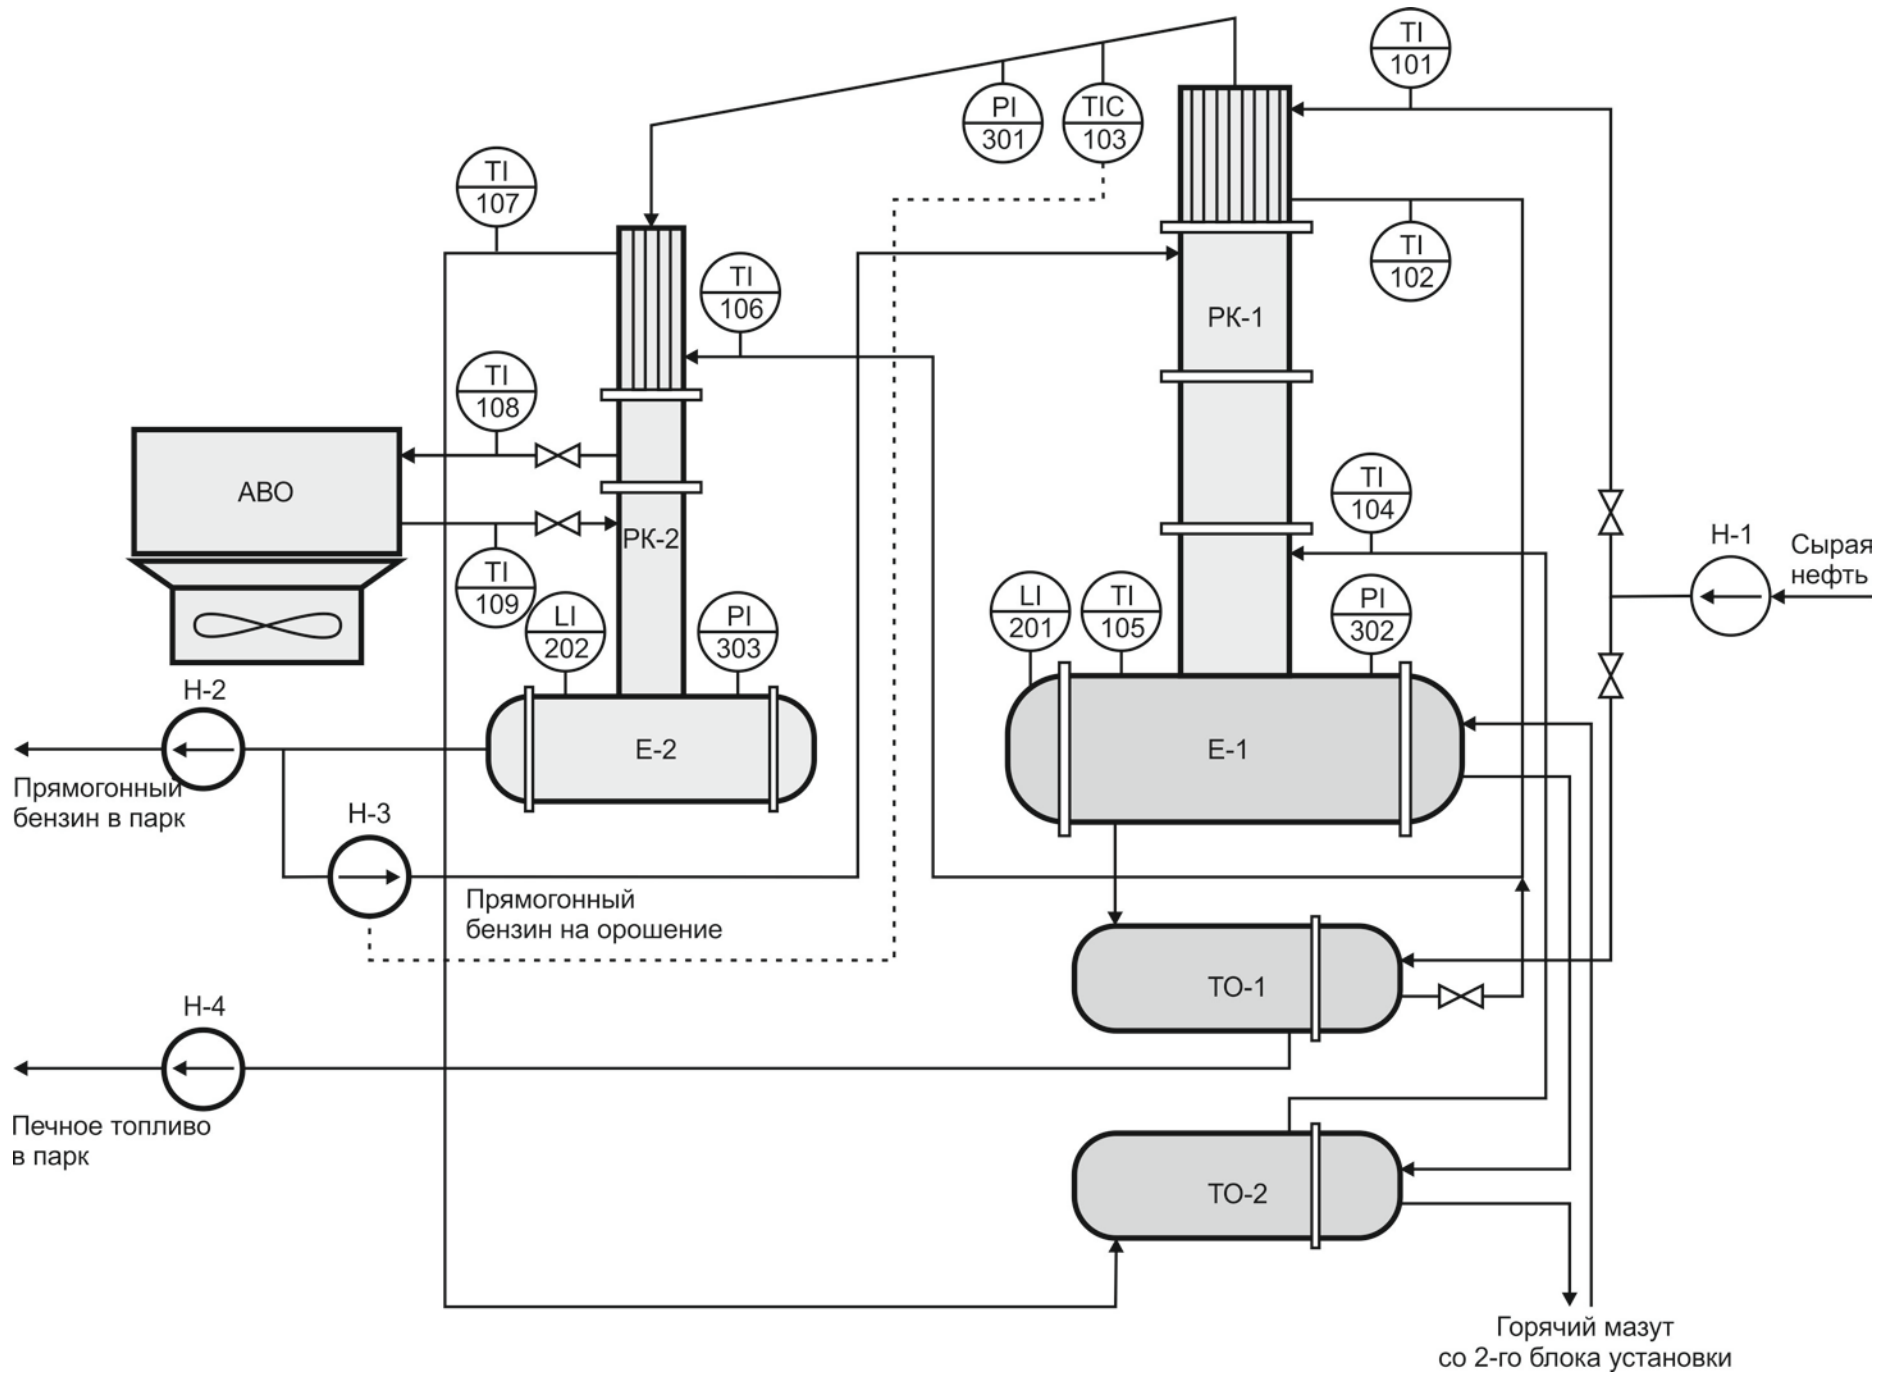 TI
101
PI
301
TIC
103
TI
107
TI
106
TI
102
РК-1
TI
108
АВО
TI
104
РК-2
Н-1
Сырая
нефть
TI
109
LI
202
PI
303
LI
201
TI
105
PI
302
Н-2
Е-2
Е-1
Прямогонный
бензин в парк
Н-3
Прямогонный
бензин на орошение
ТО-1
Н-4
Печное топливо
в парк
ТО-2
Горячий мазут
со 2-го блока установки